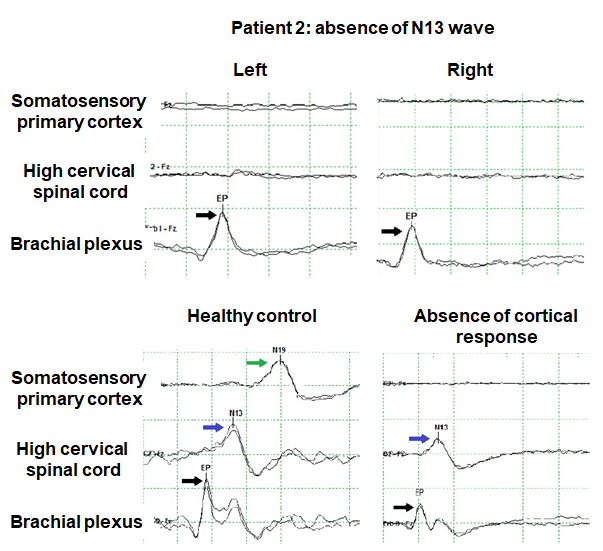 Patient 2: absence of N13 wave
Left
Right
Somatosensory
primary cortex
High cervical
spinal cord
2 - Fz
EP
Brachial plexus
EP
Healthy control
Absence of cortical
response
Somatosensory
primary cortex
N19
High cervical
spinal cord
N13
N13
Brachial plexus
EP
EP